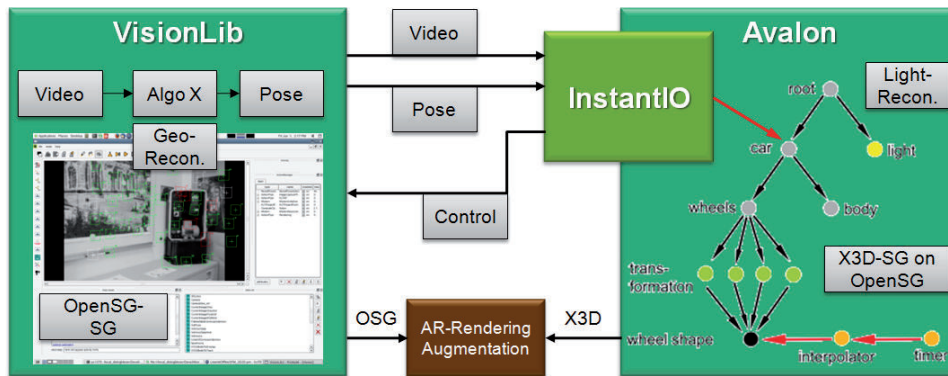 VisionLib
Video
Algo X
Pose
Geo-
Recon.
OpenSG-
SG
Video
Pose
Control
InstantIO
OSG
AR-Rendering
Augmentation
X3D
Avalon
Light-
Recon.
root
car
light
wheels
body
X3D-SG on
OpenSG
trans-
formation
wheel shape
interpolator
timer